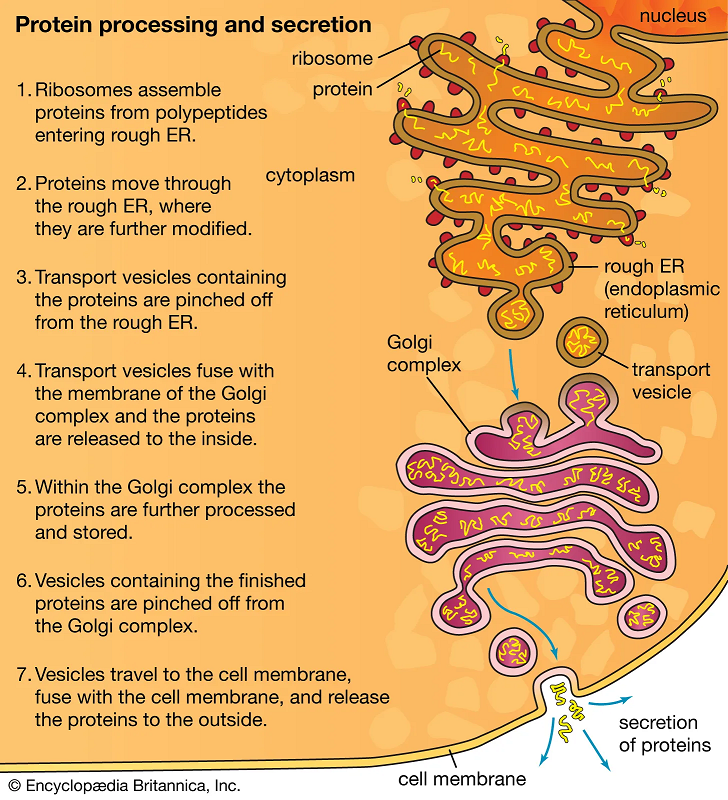 Protein processing and secretion
1. Ribosomes assemble
proteins from polypeptides
entering rough ER.
2. Proteins move through
the rough ER, where
they are further modified.
3. Transport vesicles containing
the proteins are pinched off
from the rough ER.
4. Transport vesicles fuse with
the membrane of the Golgi
complex and the proteins
are released to the inside.
5. Within the Golgi complex the
proteins are further processed
and stored.
6. Vesicles containing the finished
proteins are pinched off from
the Golgi complex.
7. Vesicles travel to the cell membrane,
fuse with the cell membrane, and release
the proteins to the outside.
nucleus
ribosome
protein
cytoplasm
rough ER
(endoplasmic
reticulum)
Golgi
complex
transport
vesicle
secretion
of proteins
cell membrane
© Encyclopædia Britannica, Inc.